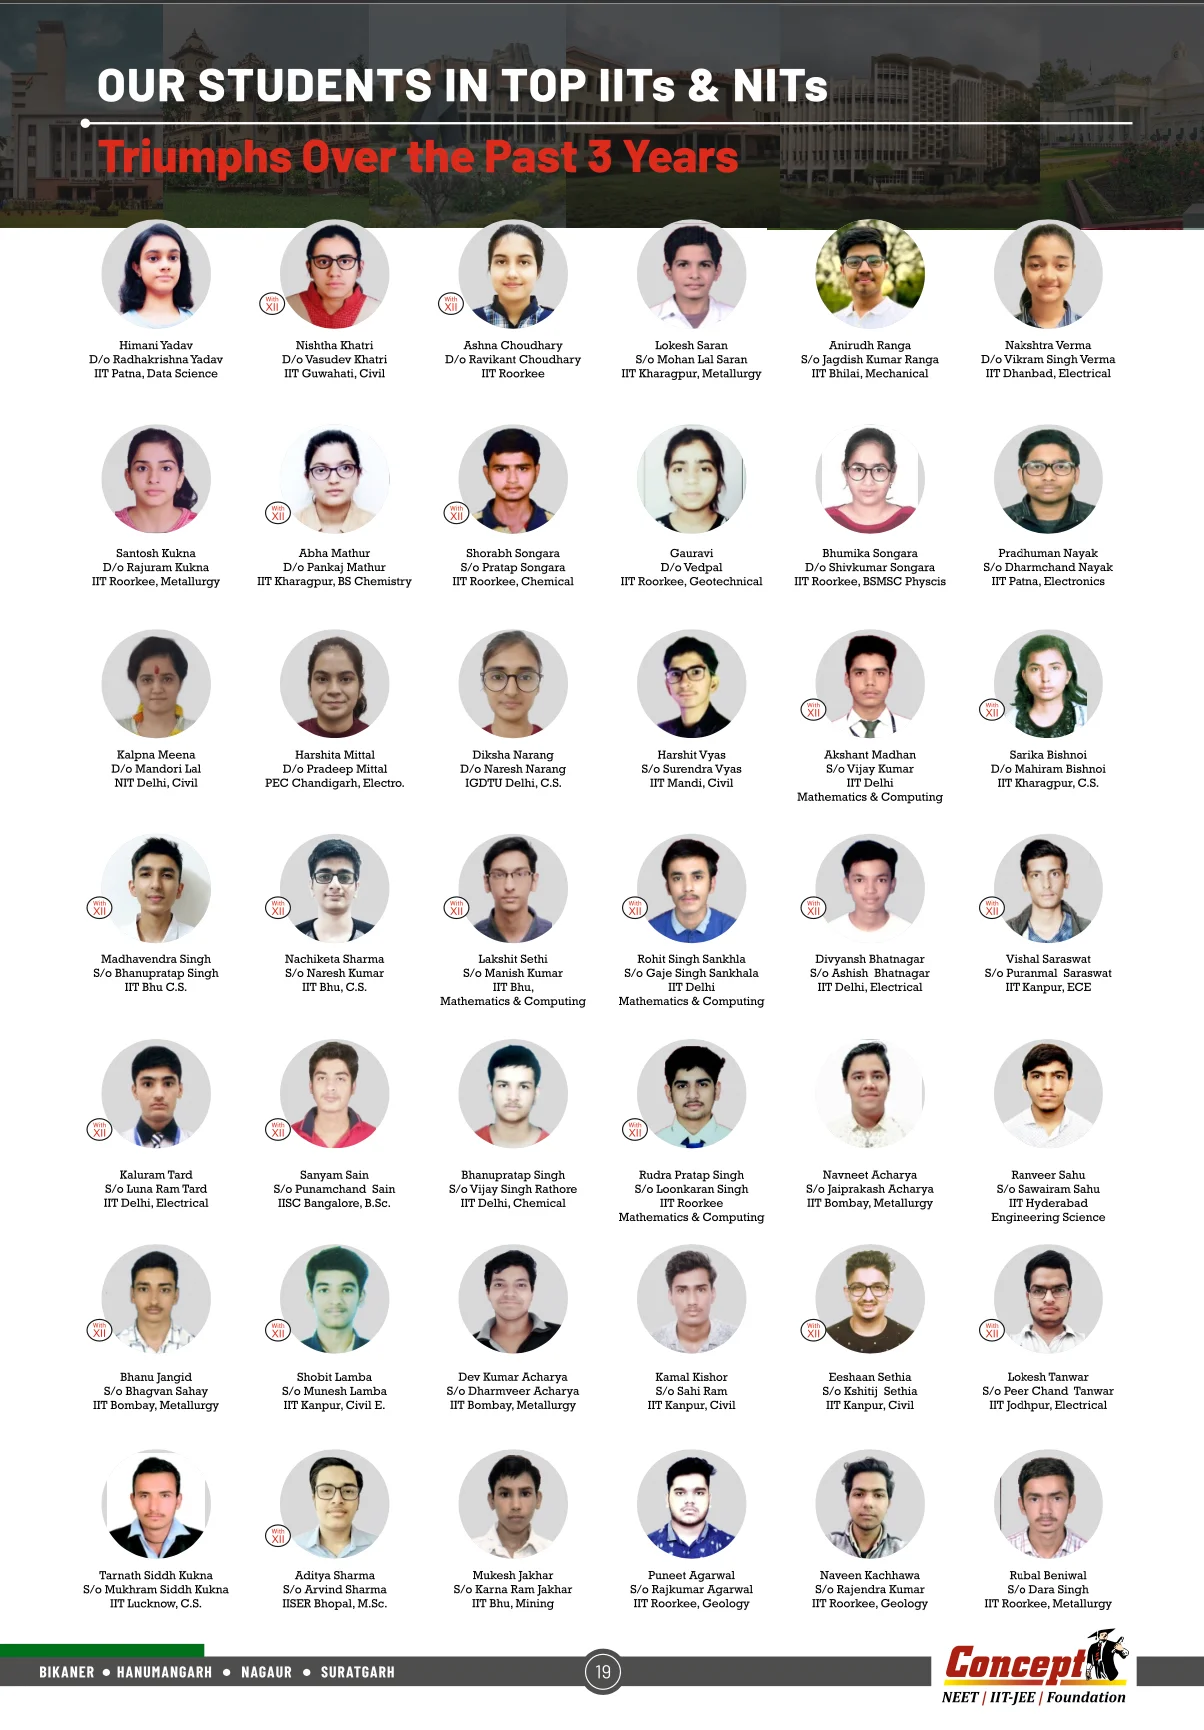 OUR STUDENTS IN TOP IITs & NITs
Triumphs Over the Past 3 Years
Himani Yadav
D/o Radhakrishna Yadav
IIT Patna, Data Science
With
XII
Nishtha Khatri
D/o Vasudev Khatri
IIT Guwahati, Civil
With
XII
Ashna Choudhary
D/o Ravikant Choudhary
IIT Roorkee
Lokesh Saran
S/o Mohan Lal Saran
IIT Kharagpur, Metallurgy
Anirudh Ranga
S/o Jagdish Kumar Ranga
IIT Bhilai, Mechanical
Nakshtra Verma
D/o Vikram Singh Verma
IIT Dhanbad, Electrical
Santosh Kukna
D/o Rajuram Kukna
IIT Roorkee, Metallurgy
With
XII
Abha Mathur
D/o Pankaj Mathur
IIT Kharagpur, BS Chemistry
With
XII
Shorabh Songara
S/o Pratap Songara
IIT Roorkee, Chemical
Gauravi
D/o Vedpal
IIT Roorkee, Geotechnical
Bhumika Songara
D/o Shivkumar Songara
IIT Roorkee, BSMSC Physcis
Pradhuman Nayak
S/o Dharmchand Nayak
IIT Patna, Electronics
Kalpna Meena
D/o Mandori Lal
NIT Delhi, Civil
Harshita Mittal
D/o Pradeep Mittal
PEC Chandigarh, Electro.
Diksha Narang
D/o Naresh Narang
IGDTU Delhi, C.S.
Harshit Vyas
S/o Surendra Vyas
IIT Mandi, Civil
With
XII
Akshant Madhan
S/o Vijay Kumar
IIT Delhi
Mathematics & Computing
With
XII
Sarika Bishnoi
D/o Mahiram Bishnoi
IIT Kharagpur, C.S.
With
XII
Madhavendra Singh
S/o Bhanupratap Singh
IIT Bhu C.S.
With
XII
Nachiketa Sharma
S/o Naresh Kumar
IIT Bhu, C.S.
With
XII
Lakshit Sethi
S/o Manish Kumar
IIT Bhu,
Mathematics & Computing
With
XII
Rohit Singh Sankhla
S/o Gaje Singh Sankhala
IIT Delhi
Mathematics & Computing
With
XII
Divyansh Bhatnagar
S/o Ashish Bhatnagar
IIT Delhi, Electrical
With
XII
Vishal Saraswat
S/o Puranmal Saraswat
IIT Kanpur, ECE
With
XII
Kaluram Tard
S/o Luna Ram Tard
IIT Delhi, Electrical
With
XII
Sanyam Sain
S/o Punamchand Sain
IISC Bangalore, B.Sc.
Bhanupratap Singh
S/o Vijay Singh Rathore
IIT Delhi, Chemical
With
XII
Rudra Pratap Singh
S/o Loonkaran Singh
IIT Roorkee
Mathematics & Computing
Navneet Acharya
S/o Jaiprakash Acharya
IIT Bombay, Metallurgy
Ranveer Sahu
S/o Sawairam Sahu
IIT Hyderabad
Engineering Science
With
XII
Bhanu Jangid
S/o Bhagvan Sahay
IIT Bombay, Metallurgy
With
XII
Shobit Lamba
S/o Munesh Lamba
IIT Kanpur, Civil E.
Dev Kumar Acharya
S/o Dharmveer Acharya
IIT Bombay, Metallurgy
Kamal Kishor
S/o Sahi Ram
IIT Kanpur, Civil
With
XII
Eeshaan Sethia
S/o Kshitij Sethia
IIT Kanpur, Civil
With
XII
Lokesh Tanwar
S/o Peer Chand Tanwar
IIT Jodhpur, Electrical
Tarnath Siddh Kukna
S/o Mukhram Siddh Kukna
IIT Lucknow, C.S.
With
XII
Aditya Sharma
S/o Arvind Sharma
IISER Bhopal, M.Sc.
Mukesh Jakhar
S/o Karna Ram Jakhar
IIT Bhu, Mining
Puneet Agarwal
S/o Rajkumar Agarwal
IIT Roorkee, Geology
Naveen Kachhawa
S/o Rajendra Kumar
IIT Roorkee, Geology
Rubal Beniwal
S/o Dara Singh
IIT Roorkee, Metallurgy
BIKANER ● HANUMANGARH ● NAGAUR ● SURATGARH
19
Concept
NEET | IIT-JEE | Foundation